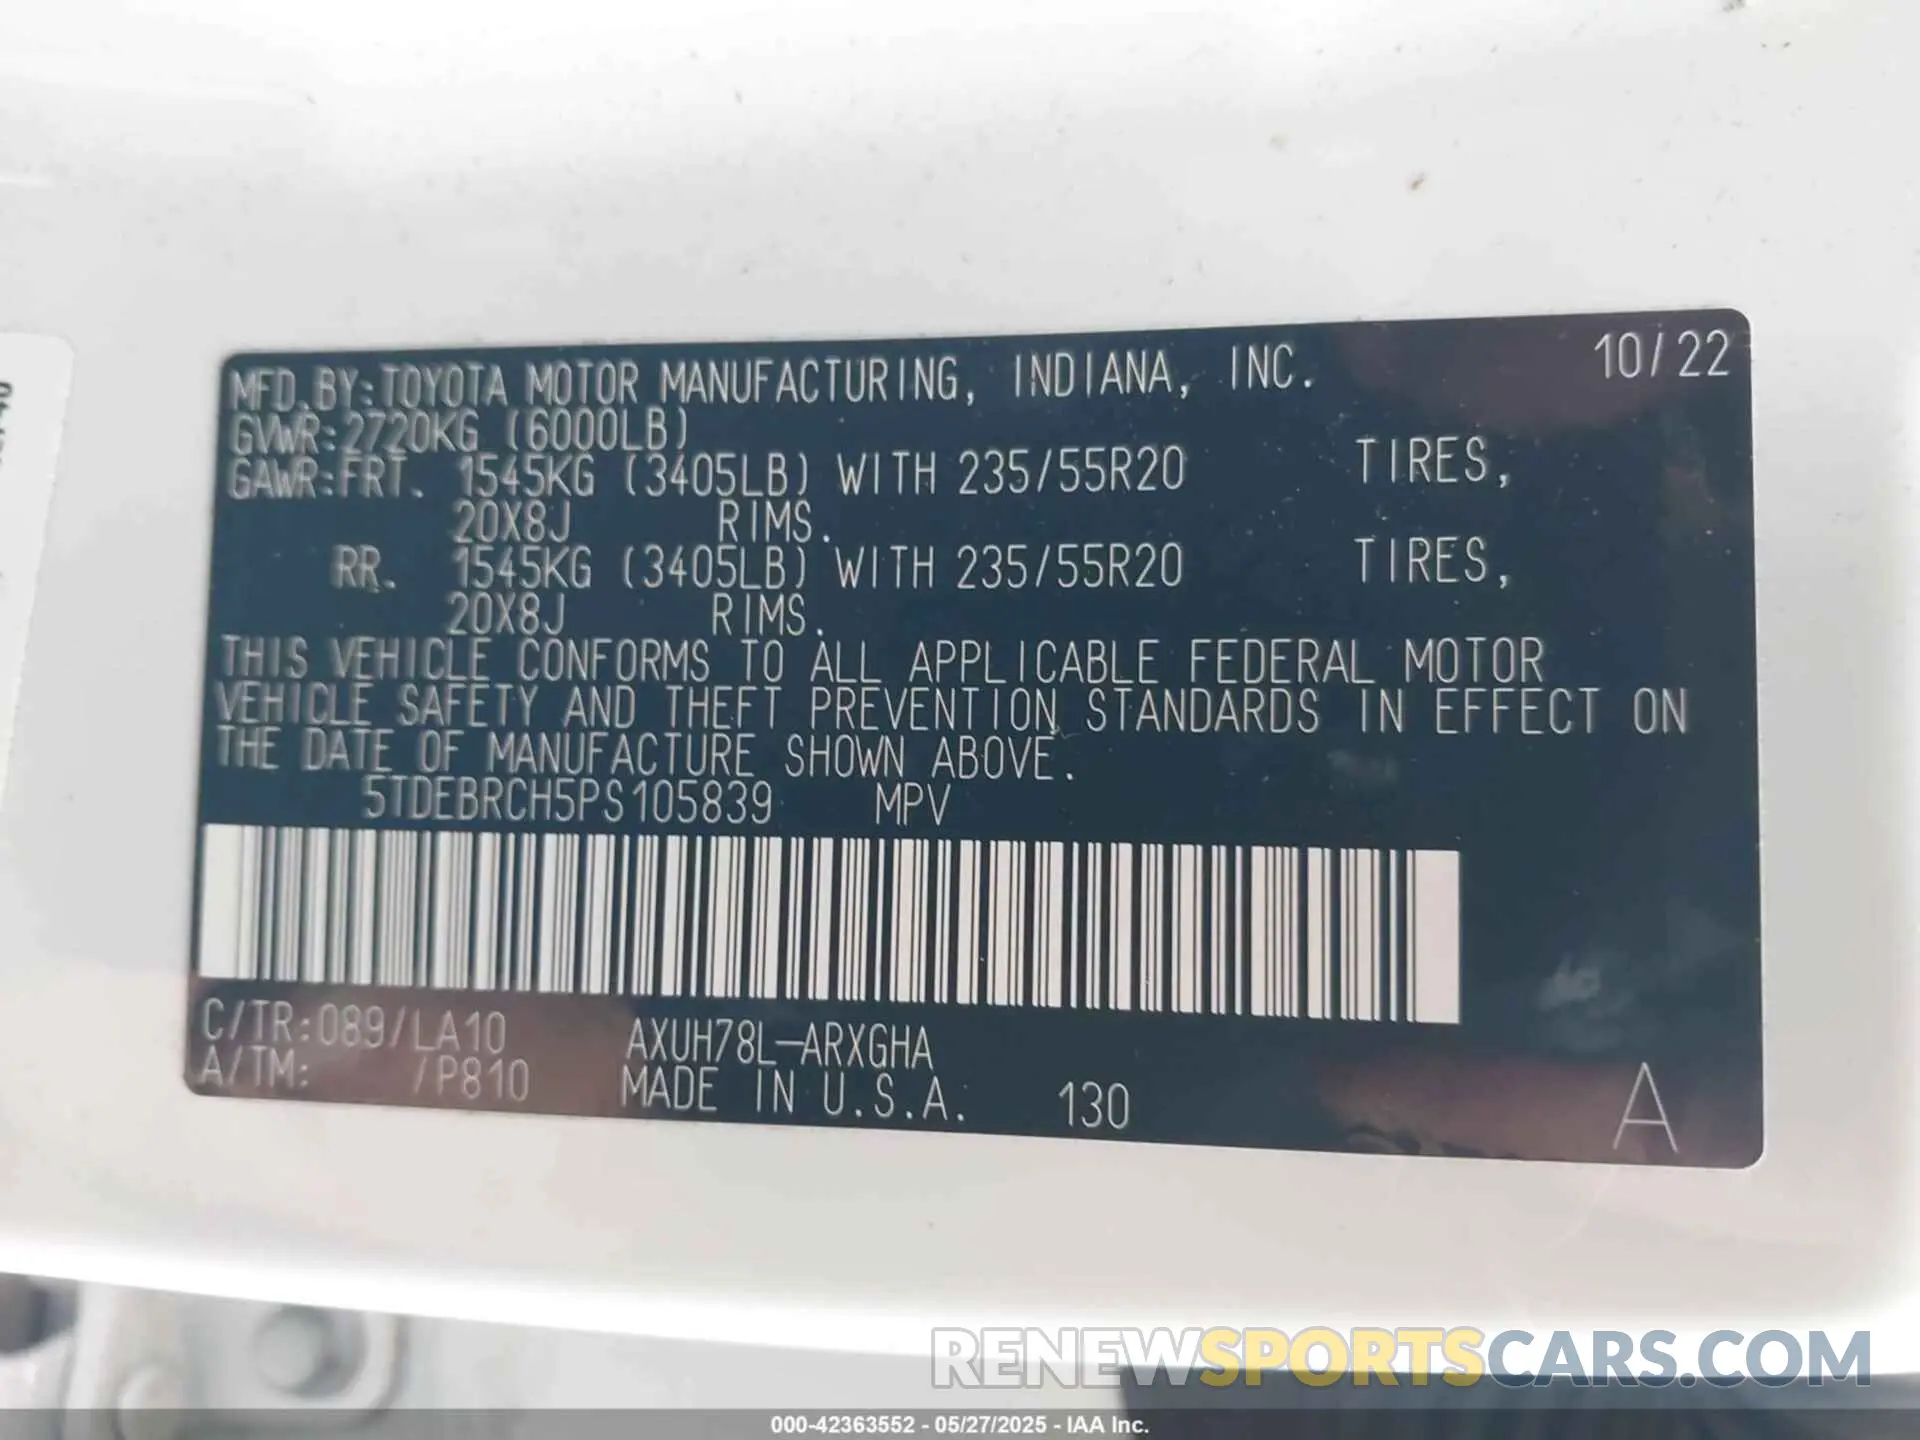 MFD. BY: TOYOTA MOTOR MANUFACTURING, INDIANA, INC. 10/22
GVWR: 2720KG (6000LB)
GAWR: FRT. 1545KG (3405LB) WITH 235/55R20 TIRES,
20X8J RIMS.
RR. 1545KG (3405LB) WITH 235/55R20 TIRES,
20X8J RIMS.
THIS VEHICLE CONFORMS TO ALL APPLICABLE FEDERAL MOTOR
VEHICLE SAFETY AND THEFT PREVENTION STANDARDS IN EFFECT ON
THE DATE OF MANUFACTURE SHOWN ABOVE.
5TDEBRCH5PS105839 MPV
C/TR: 089/LA10 AXUH78L-ARXGHA
A/TM: /P810 MADE IN U.S.A. 130 A
RENEWSPORTSCARS.COM
000-42363552 - 05/27/2025 - IAA Inc.